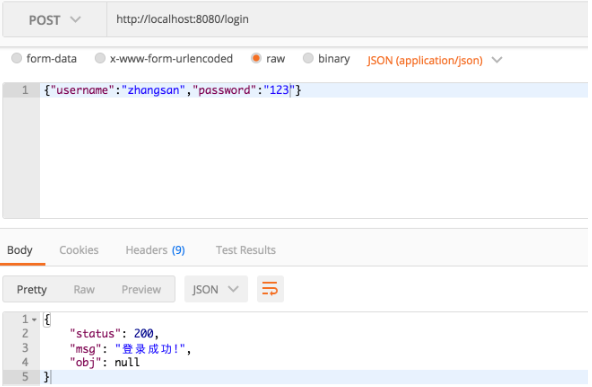 POST http://localhost:8080/login
form-data x-www-form-urlencoded raw binary JSON (application/json)
1 {"username":"zhangsan","password":"123"}
Body Cookies Headers (9) Test Results
Pretty Raw Preview JSON
1 {
2 "status": 200,
3 "msg": "登录成功!",
4 "obj": null
5 }